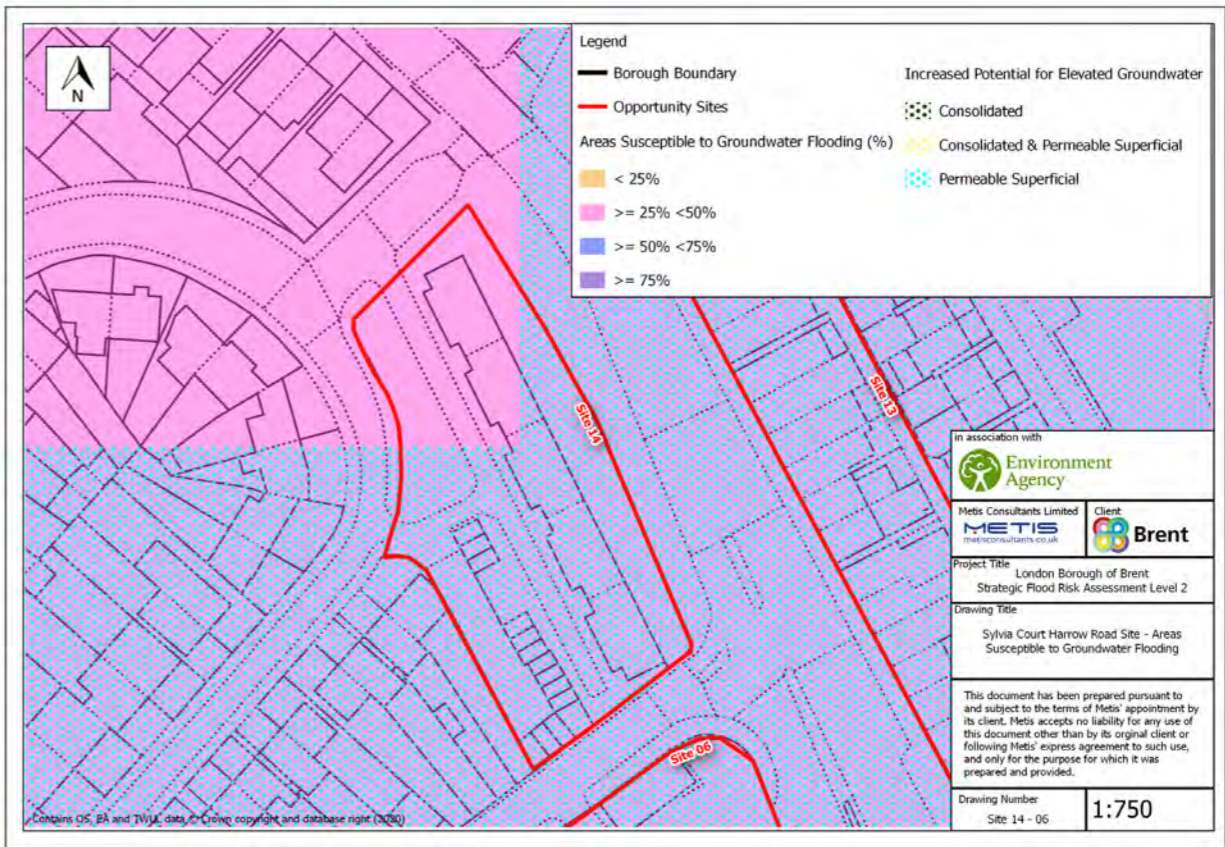 N
Legend
Borough Boundary
Opportunity Sites
Areas Susceptible to Groundwater Flooding (%)
< 25%
>= 25% <50%
>= 50% <75%
>= 75%
Increased Potential for Elevated Groundwater
Consolidated
Consolidated & Permeable Superficial
Permeable Superficial
Site 14
Site 13
Site 06
in association with
Environment
Agency
Metis Consultants Limited
METIS
metisconsultants.co.uk
Client
Brent
Project Title
London Borough of Brent
Strategic Flood Risk Assessment Level 2
Drawing Title
Sylvia Court Harrow Road Site - Areas
Susceptible to Groundwater Flooding
This document has been prepared pursuant to
and subject to the terms of Metis' appointment by
its client. Metis accepts no liability for any use of
this document other than by its orginal client or
following Metis' express agreement to such use,
and only for the purpose for which it was
prepared and provided.
Drawing Number
Site 14 - 06
1:750
Contains OS, EA and TWUL data © Crown copyright and database right (2020)